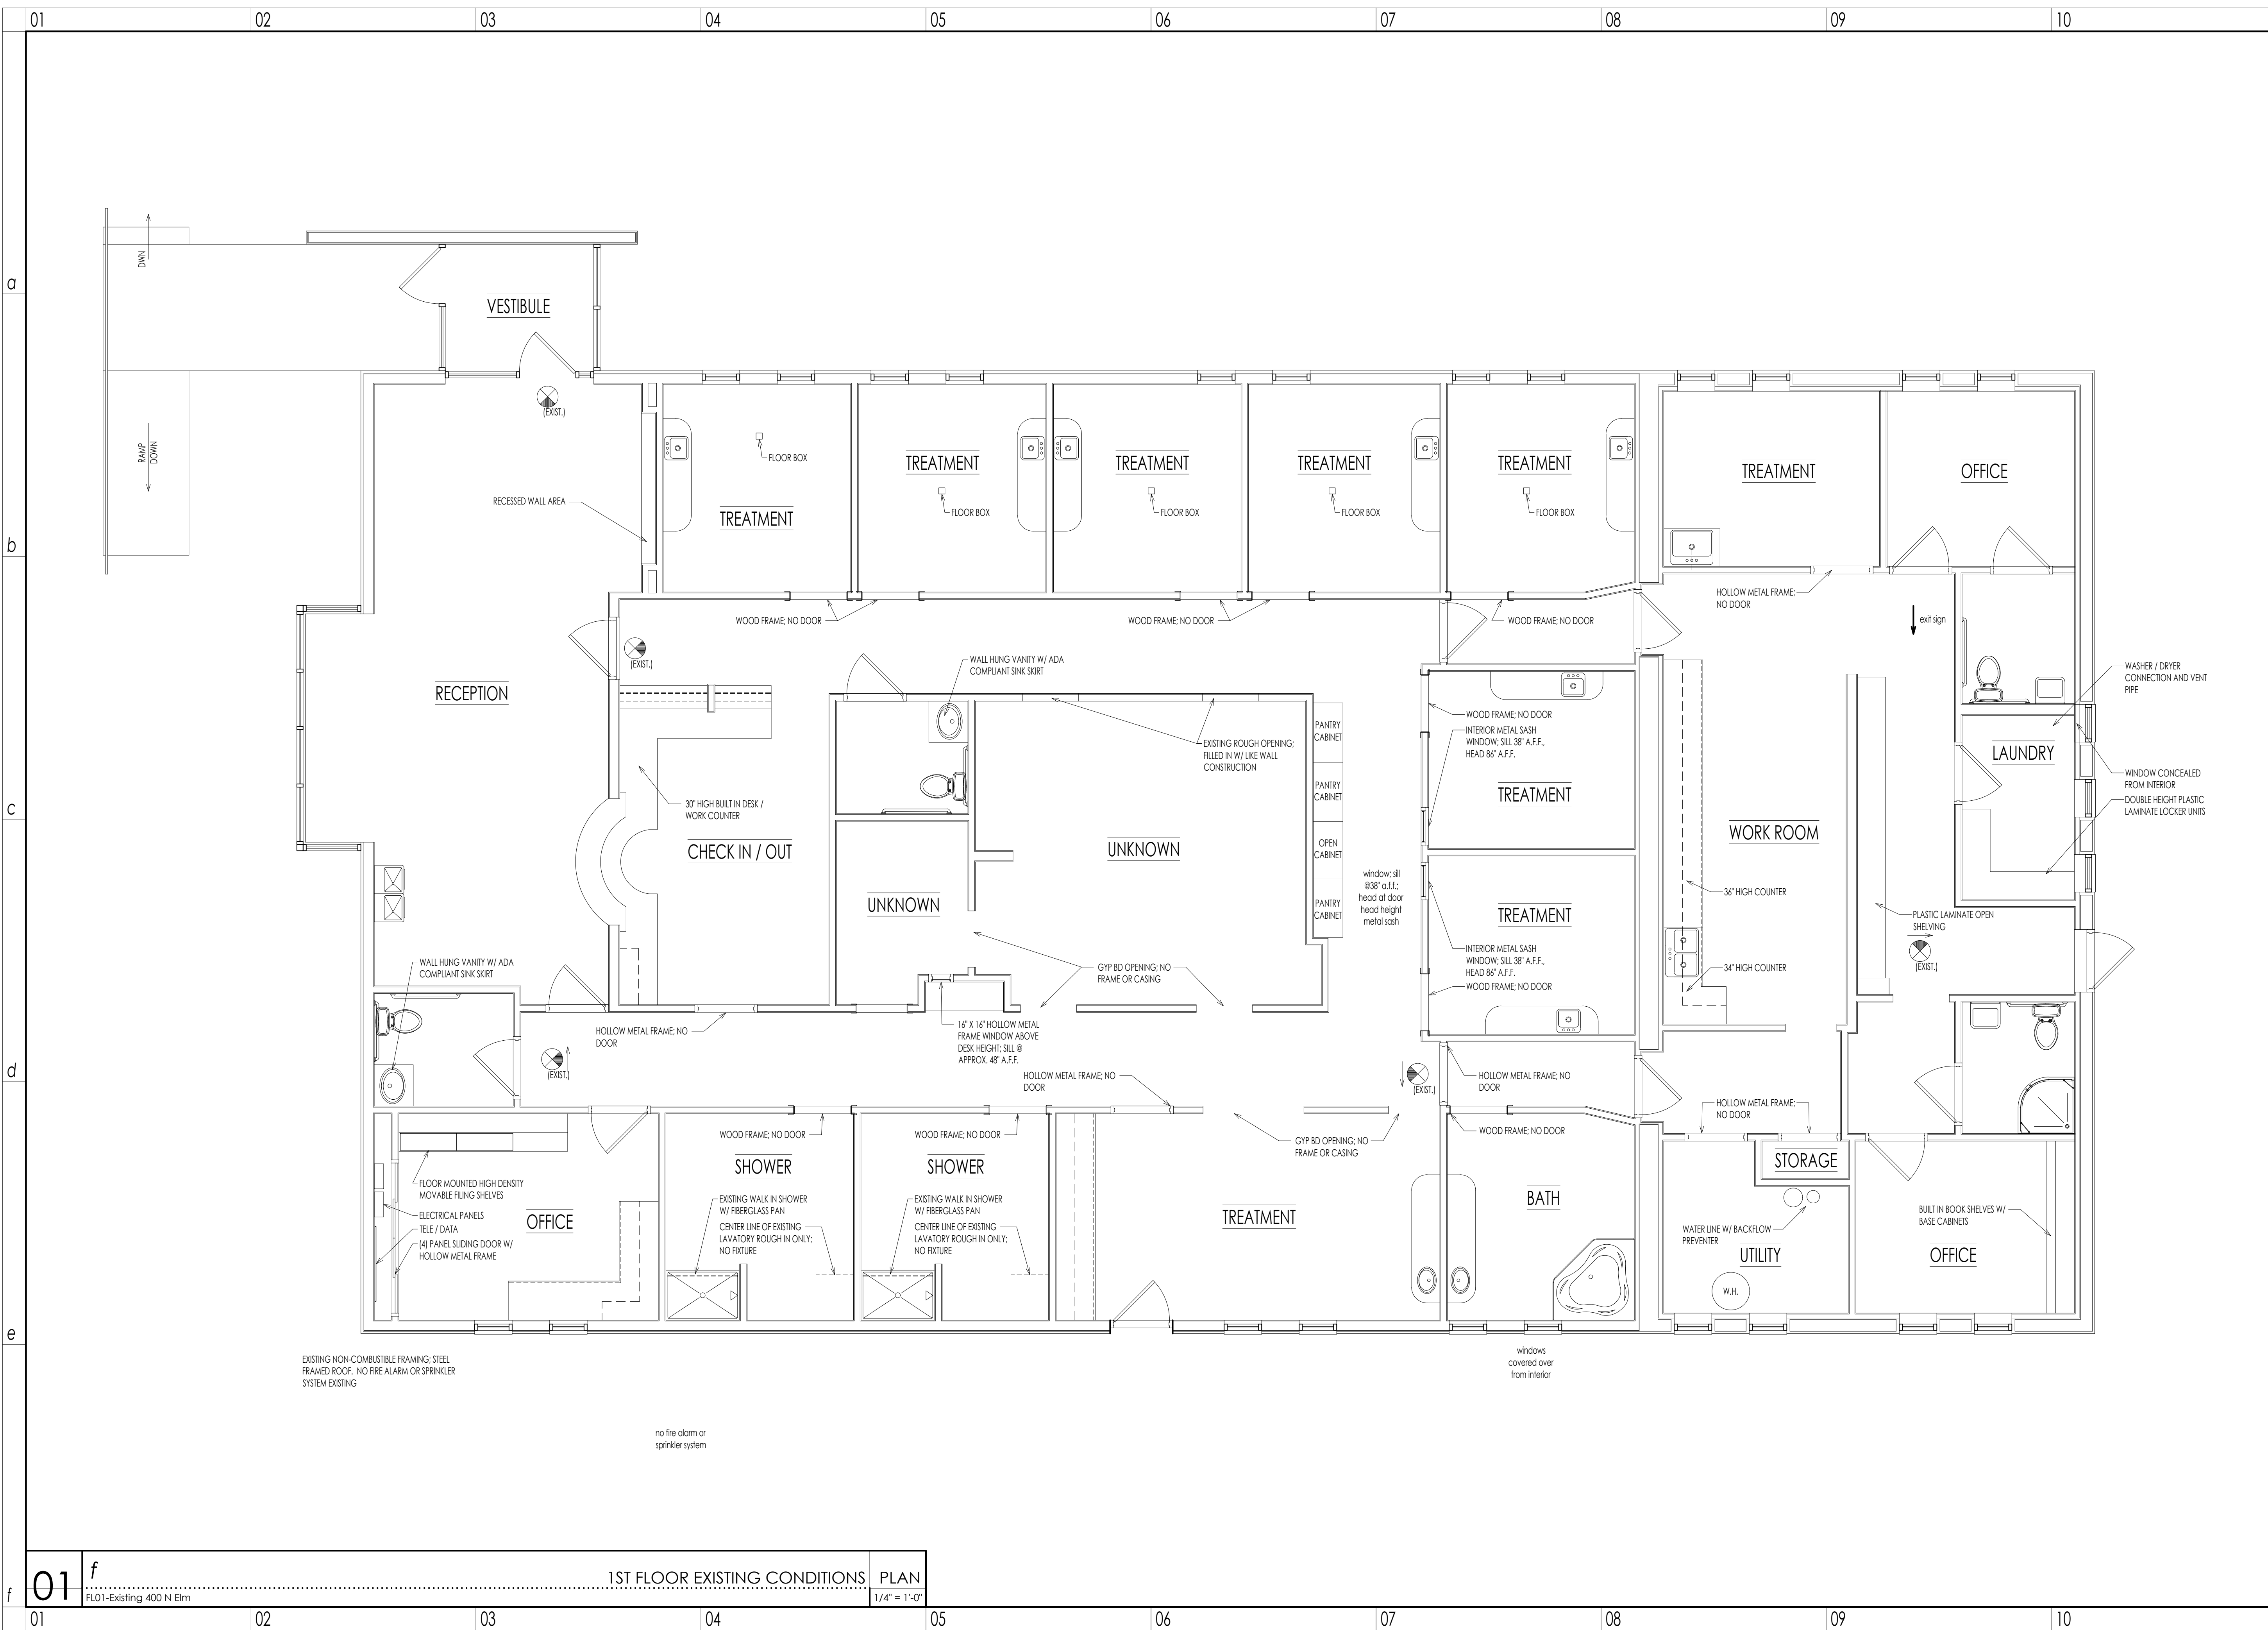 01 02 03 04 05 06 07 08 09 10
a
b
c
d
e
f
DWN
RAMP
DOWN
VESTIBULE
(EXIST.)
RECESSED WALL AREA
FLOOR BOX
TREATMENT
TREATMENT
FLOOR BOX
TREATMENT
FLOOR BOX
TREATMENT
FLOOR BOX
TREATMENT
FLOOR BOX
TREATMENT
OFFICE
WOOD FRAME; NO DOOR
WOOD FRAME; NO DOOR
WOOD FRAME; NO DOOR
HOLLOW METAL FRAME;
NO DOOR
exit sign
(EXIST.)
WALL HUNG VANITY W/ ADA
COMPLIANT SINK SKIRT
RECEPTION
WASHER / DRYER
CONNECTION AND VENT
PIPE
WOOD FRAME; NO DOOR
INTERIOR METAL SASH
WINDOW; SILL 38" A.F.F.,
HEAD 86" A.F.F.
PANTRY
CABINET
PANTRY
CABINET
OPEN
CABINET
PANTRY
CABINET
EXISTING ROUGH OPENING;
FILLED IN W/ LIKE WALL
CONSTRUCTION
LAUNDRY
WINDOW CONCEALED
FROM INTERIOR
DOUBLE HEIGHT PLASTIC
LAMINATE LOCKER UNITS
TREATMENT
30" HIGH BUILT IN DESK /
WORK COUNTER
CHECK IN / OUT
UNKNOWN
WORK ROOM
UNKNOWN
window; sill
@38" a.f.f.;
head at door
head height
metal sash
36" HIGH COUNTER
TREATMENT
PLASTIC LAMINATE OPEN
SHELVING
(EXIST.)
INTERIOR METAL SASH
WINDOW; SILL 38" A.F.F.,
HEAD 86" A.F.F.
WOOD FRAME; NO DOOR
34" HIGH COUNTER
WALL HUNG VANITY W/ ADA
COMPLIANT SINK SKIRT
GYP BD OPENING; NO
FRAME OR CASING
HOLLOW METAL FRAME; NO
DOOR
16" X 16" HOLLOW METAL
FRAME WINDOW ABOVE
DESK HEIGHT; SILL @
APPROX. 48" A.F.F.
(EXIST.)
HOLLOW METAL FRAME; NO
DOOR
(EXIST.)
HOLLOW METAL FRAME; NO
DOOR
HOLLOW METAL FRAME;
NO DOOR
WOOD FRAME; NO DOOR
WOOD FRAME; NO DOOR
GYP BD OPENING; NO
FRAME OR CASING
WOOD FRAME; NO DOOR
SHOWER
SHOWER
STORAGE
FLOOR MOUNTED HIGH DENSITY
MOVABLE FILING SHELVES
ELECTRICAL PANELS
TELE / DATA
(4) PANEL SLIDING DOOR W/
HOLLOW METAL FRAME
OFFICE
EXISTING WALK IN SHOWER
W/ FIBERGLASS PAN
CENTER LINE OF EXISTING
LAVATORY ROUGH IN ONLY;
NO FIXTURE
EXISTING WALK IN SHOWER
W/ FIBERGLASS PAN
CENTER LINE OF EXISTING
LAVATORY ROUGH IN ONLY;
NO FIXTURE
TREATMENT
BATH
WATER LINE W/ BACKFLOW
PREVENTER
UTILITY
W.H.
BUILT IN BOOK SHELVES W/
BASE CABINETS
OFFICE
EXISTING NON-COMBUSTIBLE FRAMING; STEEL
FRAMED ROOF. NO FIRE ALARM OR SPRINKLER
SYSTEM EXISTING
windows
covered over
from interior
no fire alarm or
sprinkler system
01
f
1ST FLOOR EXISTING CONDITIONS PLAN
FL01-Existing 400 N Elm
1/4" = 1'-0"
01 02 03 04 05 06 07 08 09 10